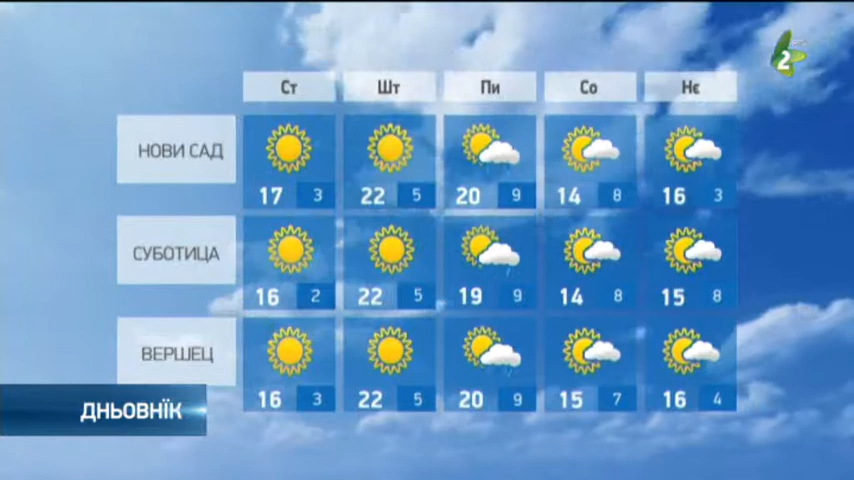 2
Ст Шт Пи Со Нє
НОВИ САД
17 3 22 5 20 9 14 8 16 3
СУБОТИЦА
16 2 22 5 19 9 14 8 15 8
ВЕРШЕЦ
16 3 22 5 20 9 15 7 16 4
ДНЬОВНЇК